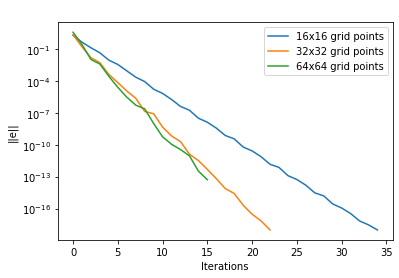 16x16 grid points
32x32 grid points
64x64 grid points
10^{-1}
10^{-4}
10^{-7}
10^{-10}
10^{-13}
10^{-16}
||e||
0 5 10 15 20 25 30 35
Iterations